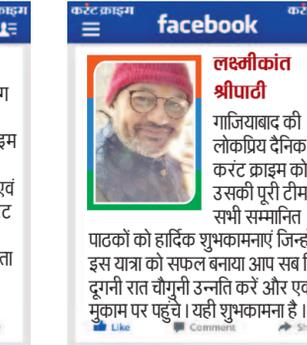 करंट क्राइम
facebook
लक्ष्मीकांत
श्रीपाठी
गाजियाबाद की
लोकप्रिय दैनिक
करंट क्राइम को
उसकी पूरी टीम
सभी सम्मानित
पाठकों को हार्दिक शुभकामनाएं
इस यात्रा को सफल बनाया आप सब
दूगनी रात चौगुनी उन्नति करें और
मुकाम पर पहुंचे । यही शुभकामना है ।
Like Comment